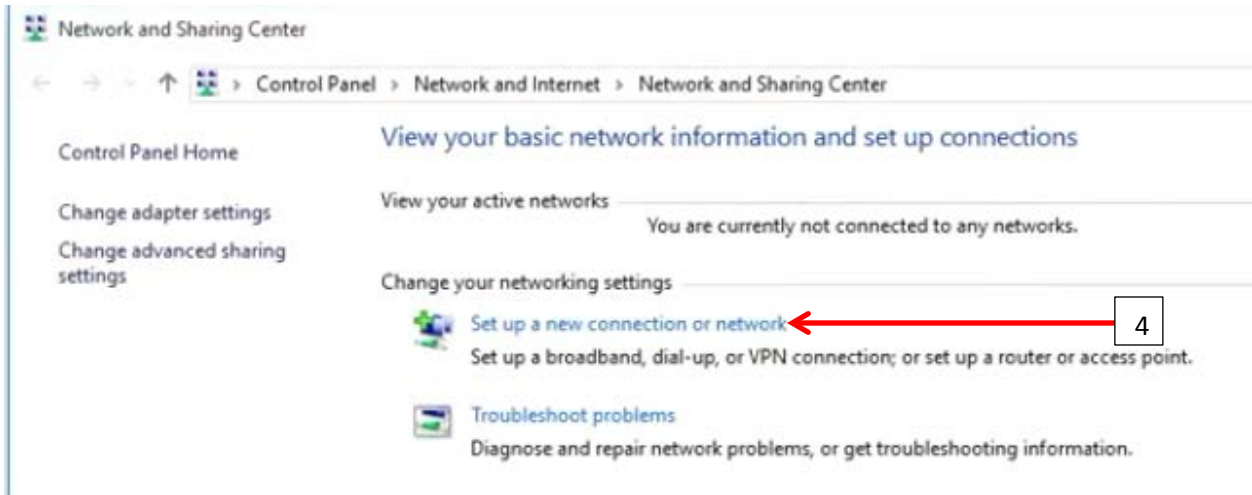 Network and Sharing Center
Control Panel > Network and Internet > Network and Sharing Center
Control Panel Home
Change adapter settings
Change advanced sharing
settings
View your basic network information and set up connections
View your active networks
You are currently not connected to any networks.
Change your networking settings
Set up a new connection or network
4
Set up a broadband, dial-up, or VPN connection; or set up a router or access point.
Troubleshoot problems
Diagnose and repair network problems, or get troubleshooting information.